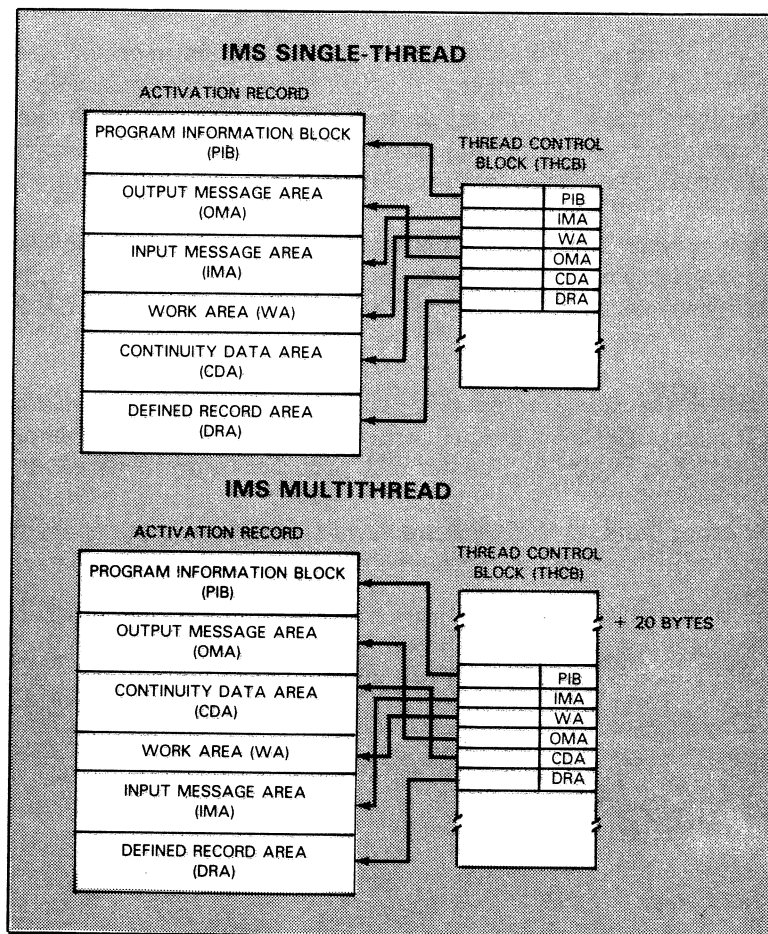 IMS SINGLE-THREAD
ACTIVATION RECORD
PROGRAM INFORMATION BLOCK
(PIB)
OUTPUT MESSAGE AREA
(OMA)
INPUT MESSAGE AREA
(IMA)
WORK AREA (WA)
CONTINUITY DATA AREA
(CDA)
DEFINED RECORD AREA
(DRA)
THREAD CONTROL
BLOCK (THCB)
PIB
IMA
WA
OMA
CDA
DRA
IMS MULTITHREAD
ACTIVATION RECORD
PROGRAM INFORMATION BLOCK
(PIB)
OUTPUT MESSAGE AREA
(OMA)
CONTINUITY DATA AREA
(CDA)
WORK AREA (WA)
INPUT MESSAGE AREA
(IMA)
DEFINED RECORD AREA
(DRA)
THREAD CONTROL
BLOCK (THCB)
+ 20 BYTES
PIB
IMA
WA
OMA
CDA
DRA